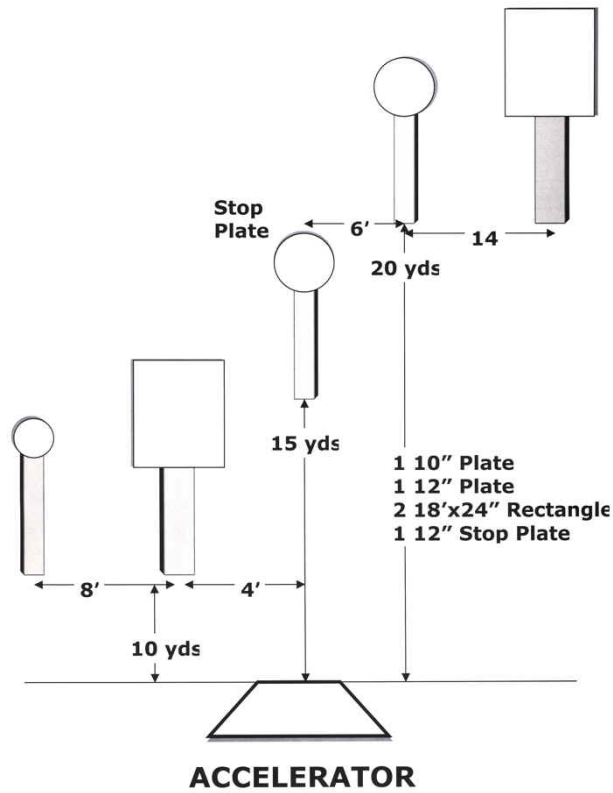 Stop
Plate
6'
14
20 yds
15 yds
1 10” Plate
1 12” Plate
2 18’x24” Rectangle
1 12” Stop Plate
8'
4'
10 yds
ACCELERATOR